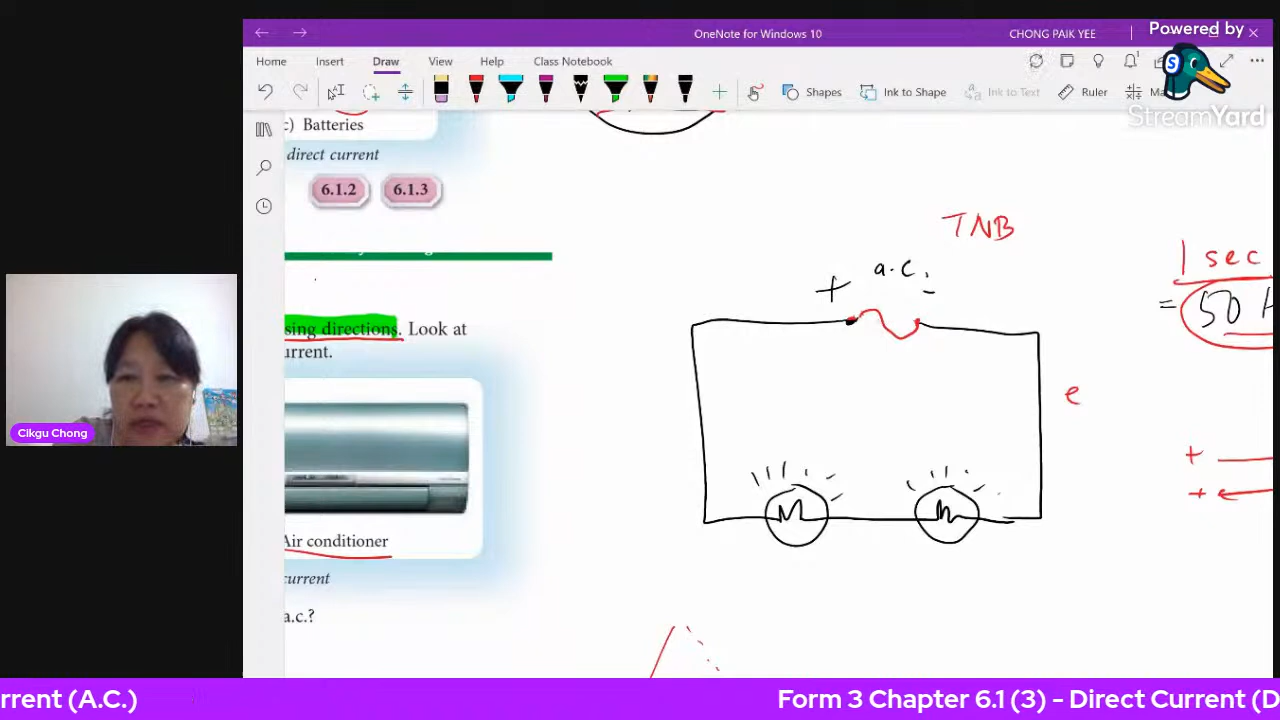 OneNote for Windows 10
CHONG PAIK YEE
Powered by
StreamYard
Home Insert Draw View Help Class Notebook
Shapes Ink to Shape Ink to Text Ruler Ma
c) Batteries
direct current
6.1.2 6.1.3
sing directions. Look at
urrent.
Air conditioner
current
a.c.?
TNB
+ a.c. -
1 sec
= 50 H
e
+
+
Cikgu Chong
rrent (A.C.)
Form 3 Chapter 6.1 (3) - Direct Current (D